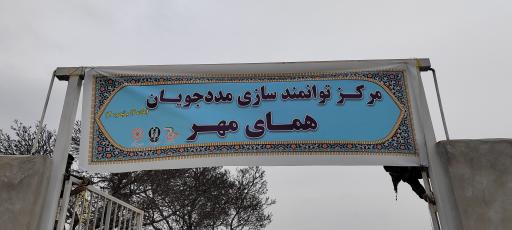 مرکز توانمند سازی مددجویان
همای مهر